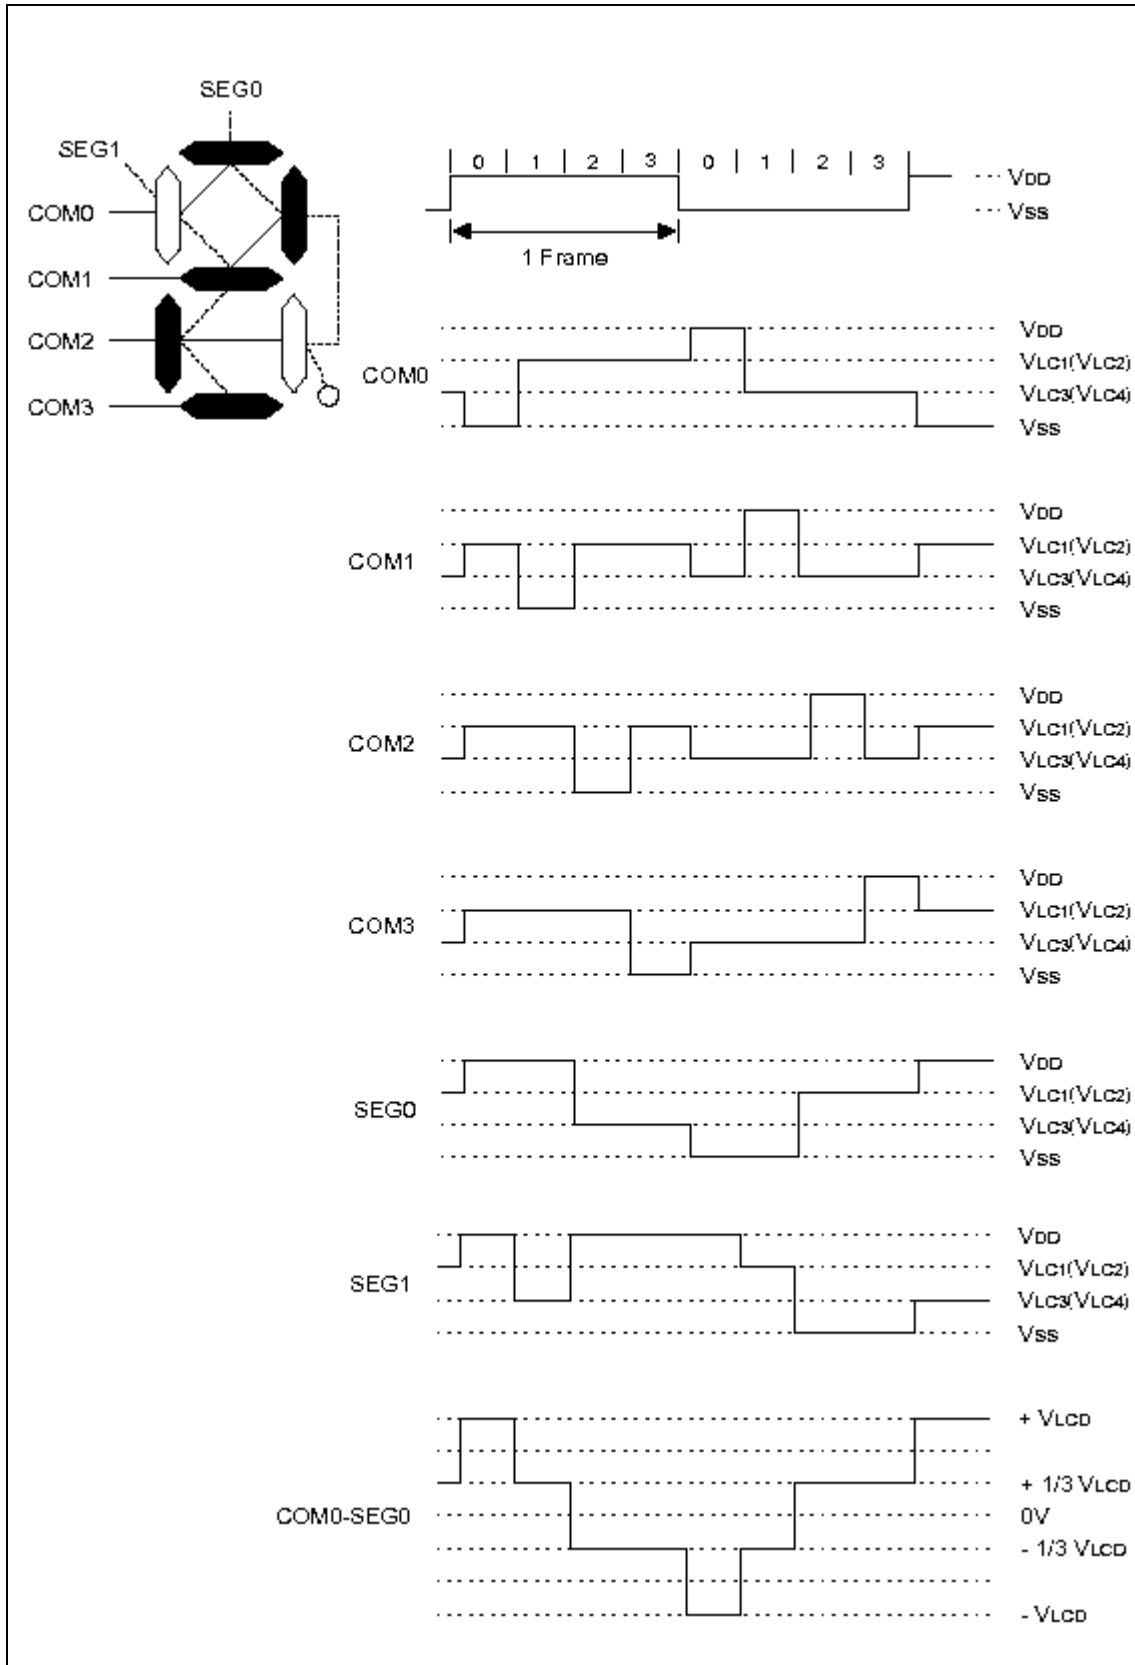 SEG0
SEG1
COM0
COM1
COM2
COM3
0 1 2 3 0 1 2 3
VDD
VSS
1 Frame
COM0
VDD
VLC1(VLC2)
VLC3(VLC4)
VSS
COM1
VDD
VLC1(VLC2)
VLC3(VLC4)
VSS
COM2
VDD
VLC1(VLC2)
VLC3(VLC4)
VSS
COM3
VDD
VLC1(VLC2)
VLC3(VLC4)
VSS
SEG0
VDD
VLC1(VLC2)
VLC3(VLC4)
VSS
SEG1
VDD
VLC1(VLC2)
VLC3(VLC4)
VSS
COM0-SEG0
+ VLCD
+ 1/3 VLCD
0V
- 1/3 VLCD
- VLCD